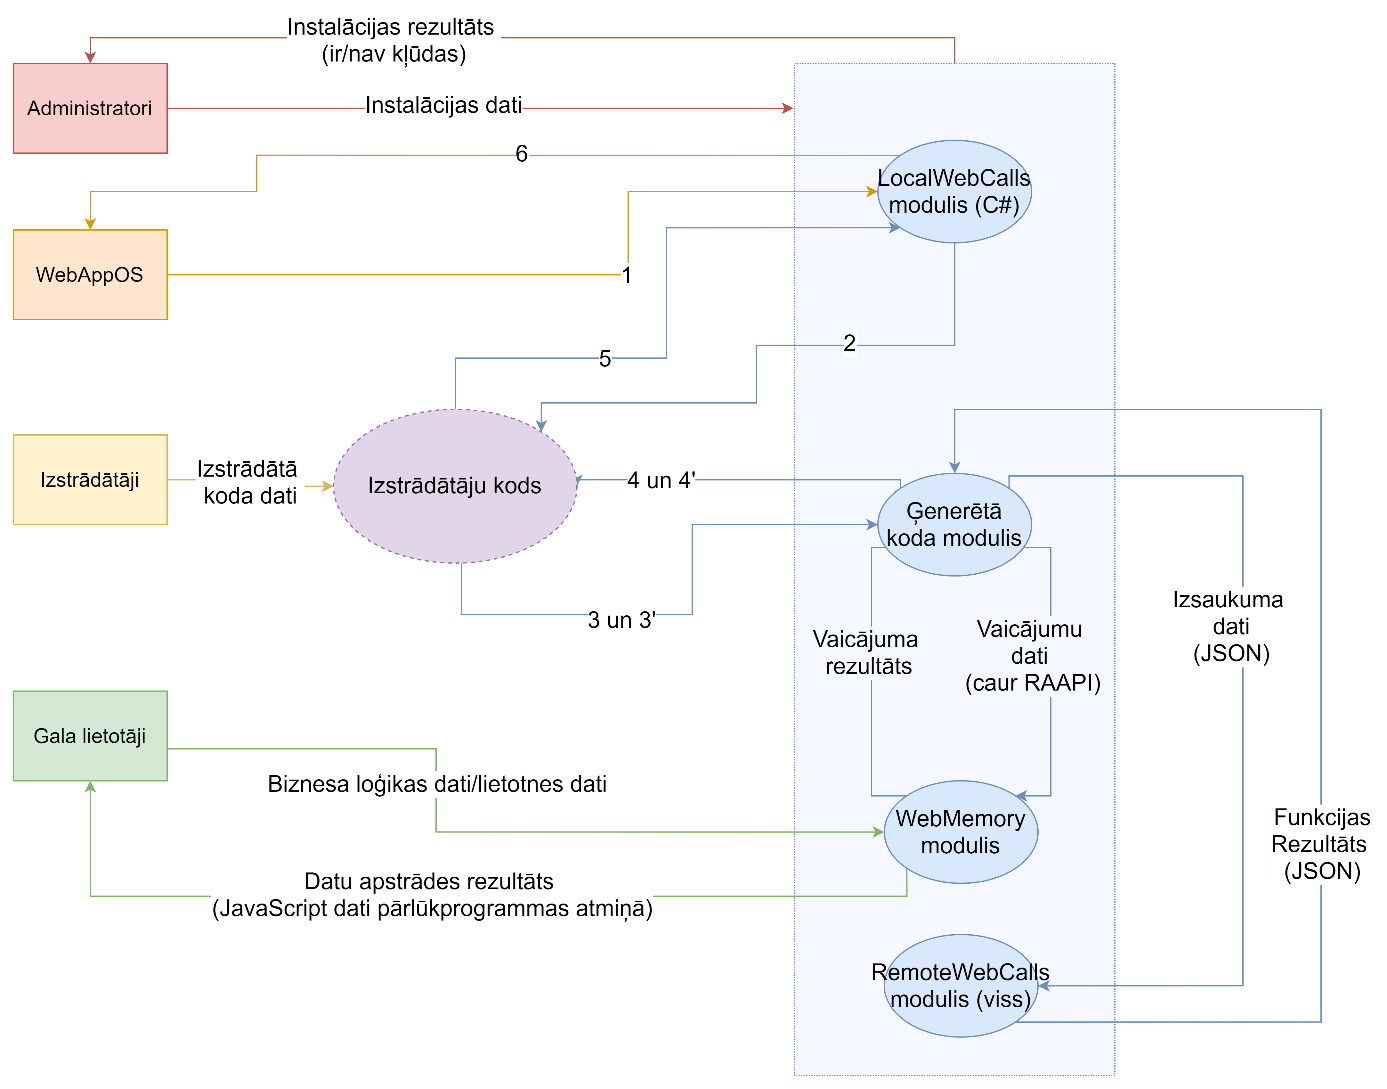 Instalācijas rezultāts
(ir/nav kļūdas)
Administratori
Instalācijas dati
6
LocalWebCalls
modulis (C#)
WebAppOS
1
5
2
Izstrādātāji
Izstrādātā
koda dati
Izstrādātāju kods
4 un 4'
Ģenerētā
koda modulis
3 un 3'
Vaicājuma
rezultāts
Vaicājumu
dati
(caur RAAPI)
Izsaukuma
dati
(JSON)
Gala lietotāji
Biznesa loģikas dati/lietotnes dati
WebMemory
modulis
Funkcijas
Rezultāts
(JSON)
Datu apstrādes rezultāts
(JavaScript dati pārlūkprogrammas atmiņā)
RemoteWebCalls
modulis (viss)